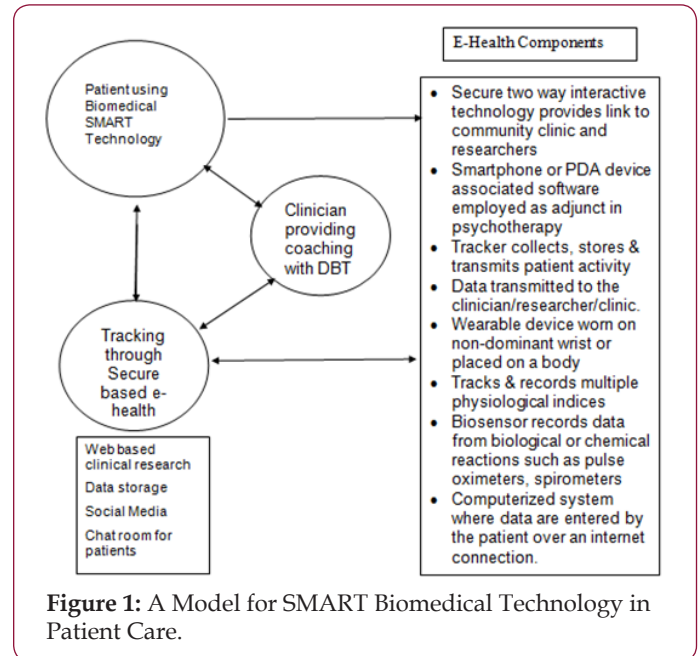 E-Health Components
Patient using
Biomedical
SMART
Technology
Clinician
providing
coaching
with DBT
Tracking
through
Secure
based e-
health
Web based
clinical research
Data storage
Social Media
Chat room for
patients
• Secure two way interactive
technology provides link to
community clinic and
researchers
• Smartphone or PDA device
associated software
employed as adjunct in
psychotherapy
• Tracker collects, stores &
transmits patient activity
• Data transmitted to the
clinician/researcher/clinic.
• Wearable device worn on
non-dominant wrist or
placed on a body
• Tracks & records multiple
physiological indices
• Biosensor records data
from biological or chemical
reactions such as pulse
oximeters, spirometers
• Computerized system
where data are entered by
the patient over an internet
connection.
Figure 1: A Model for SMART Biomedical Technology in
Patient Care.